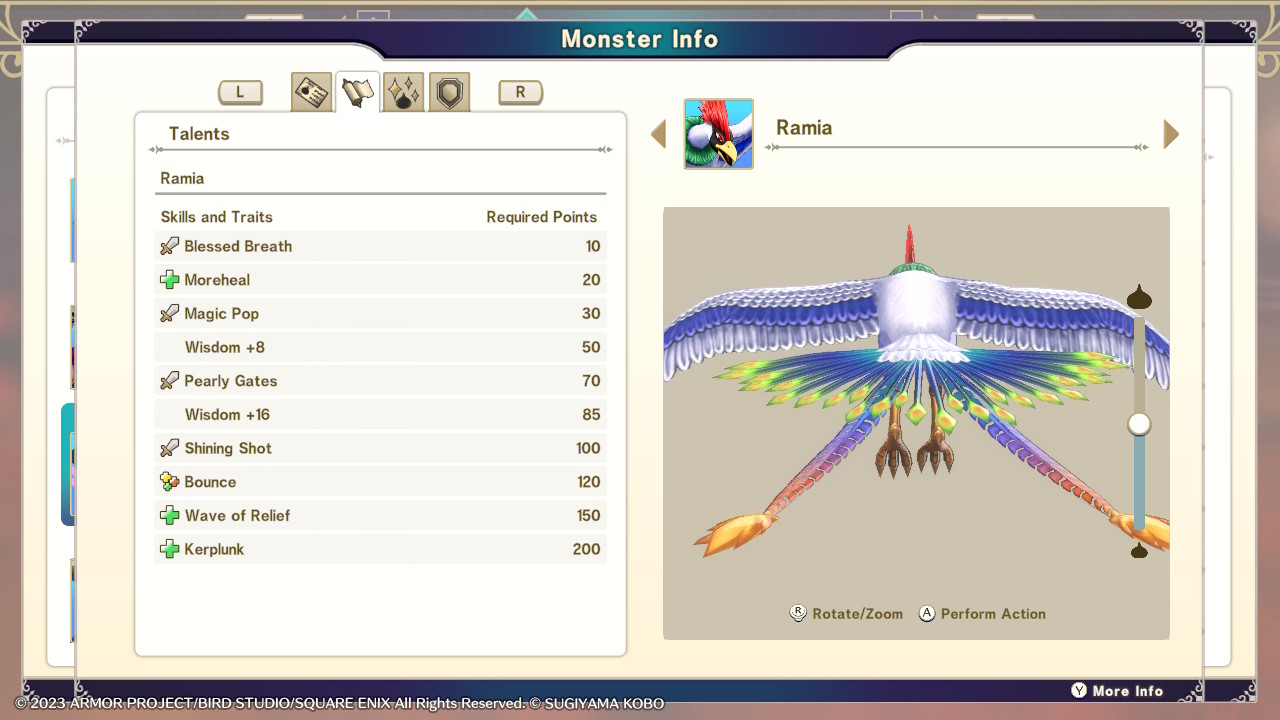 Monster Info
L
R
Talents
Ramia
Skills and Traits Required Points
Blessed Breath 10
Moreheal 20
Magic Pop 30
Wisdom +8 50
Pearly Gates 70
Wisdom +16 85
Shining Shot 100
Bounce 120
Wave of Relief 150
Kerplunk 200
Ramia
R Rotate/Zoom A Perform Action
Y More Info
© 2023 ARMOR PROJECT/BIRD STUDIO/SQUARE ENIX All Rights Reserved. © SUGIYAMA KOBO